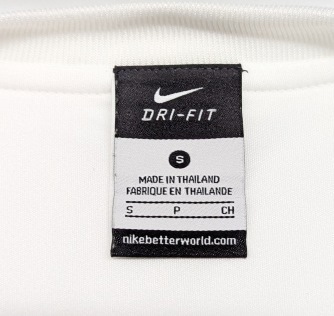 DRI-FIT
S
MADE IN THAILAND
FABRIQUE EN THAILANDE
S P CH
nikebetterworld.com